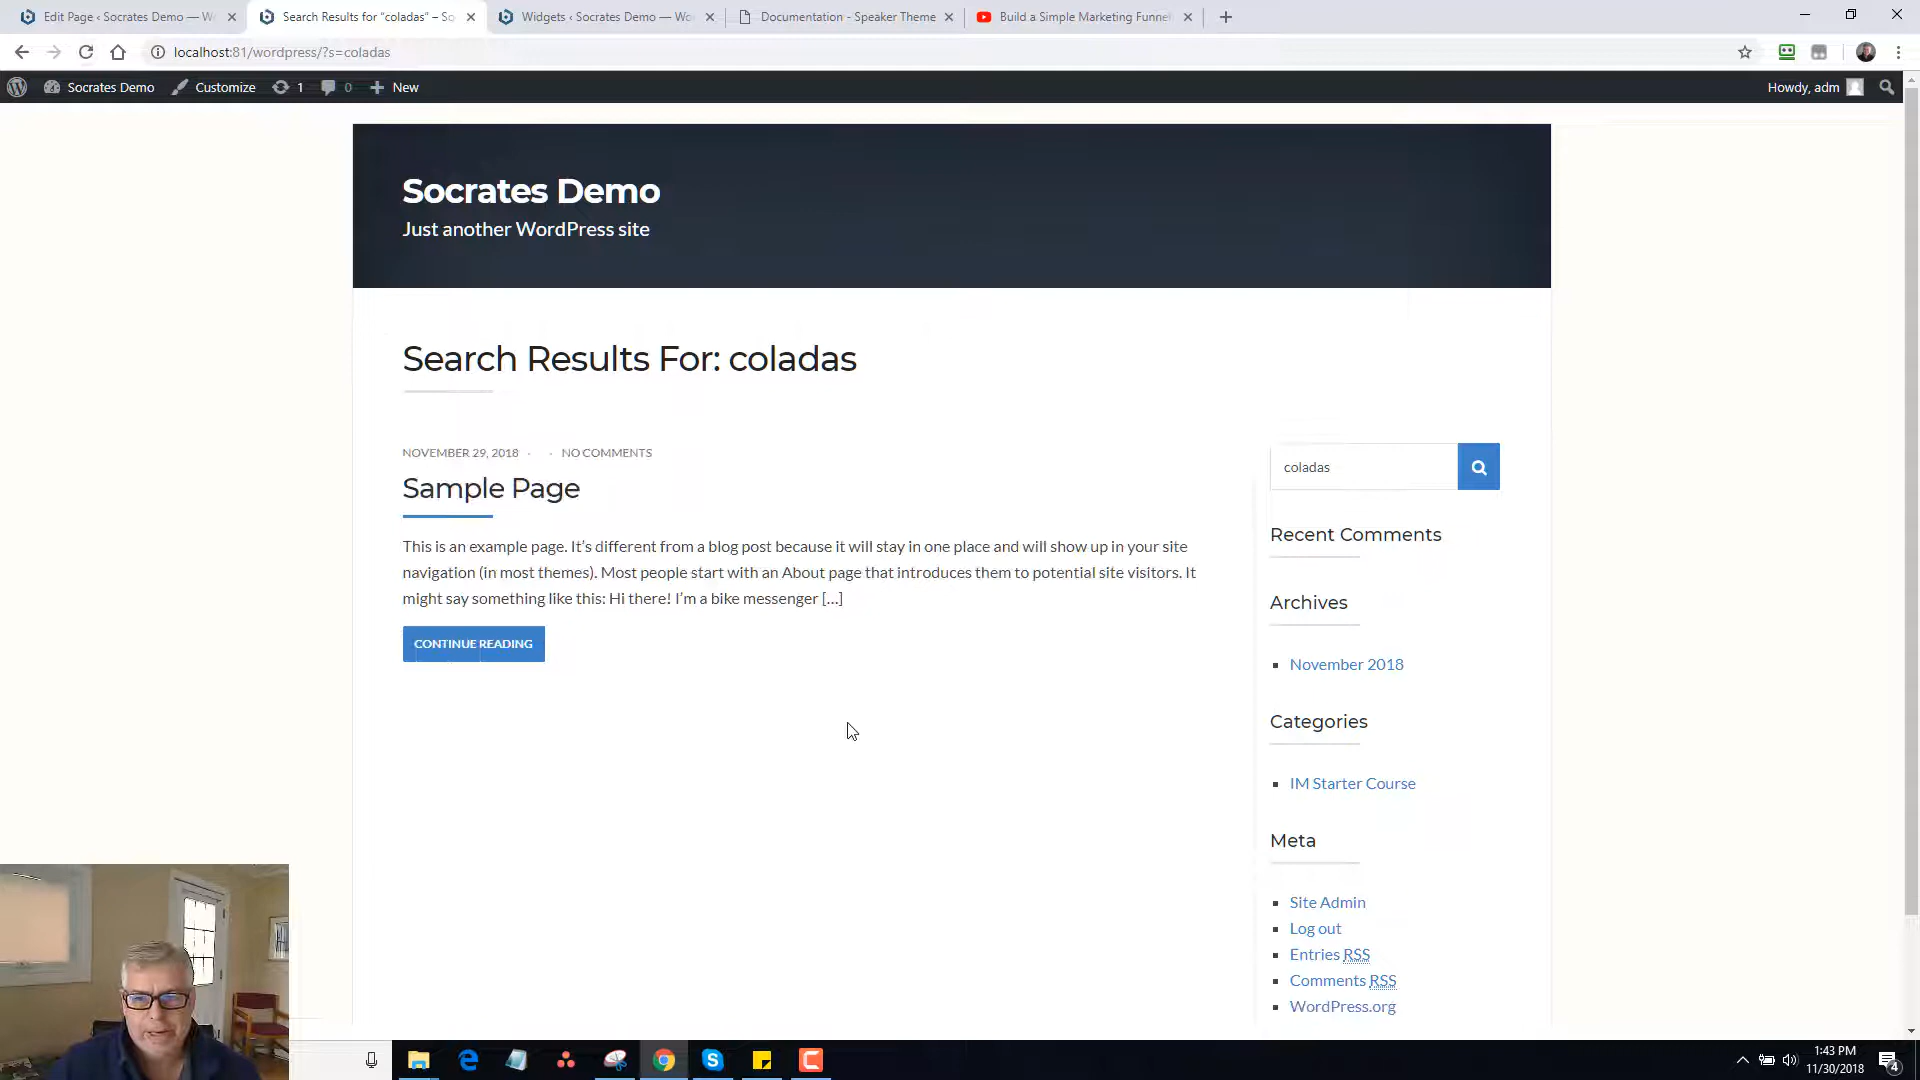 Edit Page ‹ Socrates Demo — W
Search Results for “coladas” – So
Widgets ‹ Socrates Demo — Wo
Documentation - Speaker Theme
Build a Simple Marketing Funne
localhost:81/wordpress/?s=coladas
Socrates Demo
Customize
1
0
New
Howdy, adm
Socrates Demo
Just another WordPress site
Search Results For: coladas
NOVEMBER 29, 2018 · · NO COMMENTS
Sample Page
This is an example page. It’s different from a blog post because it will stay in one place and will show up in your site
navigation (in most themes). Most people start with an About page that introduces them to potential site visitors. It
might say something like this: Hi there! I’m a bike messenger […]
CONTINUE READING
coladas
Recent Comments
Archives
November 2018
Categories
IM Starter Course
Meta
Site Admin
Log out
Entries RSS
Comments RSS
WordPress.org
1:43 PM
11/30/2018
4